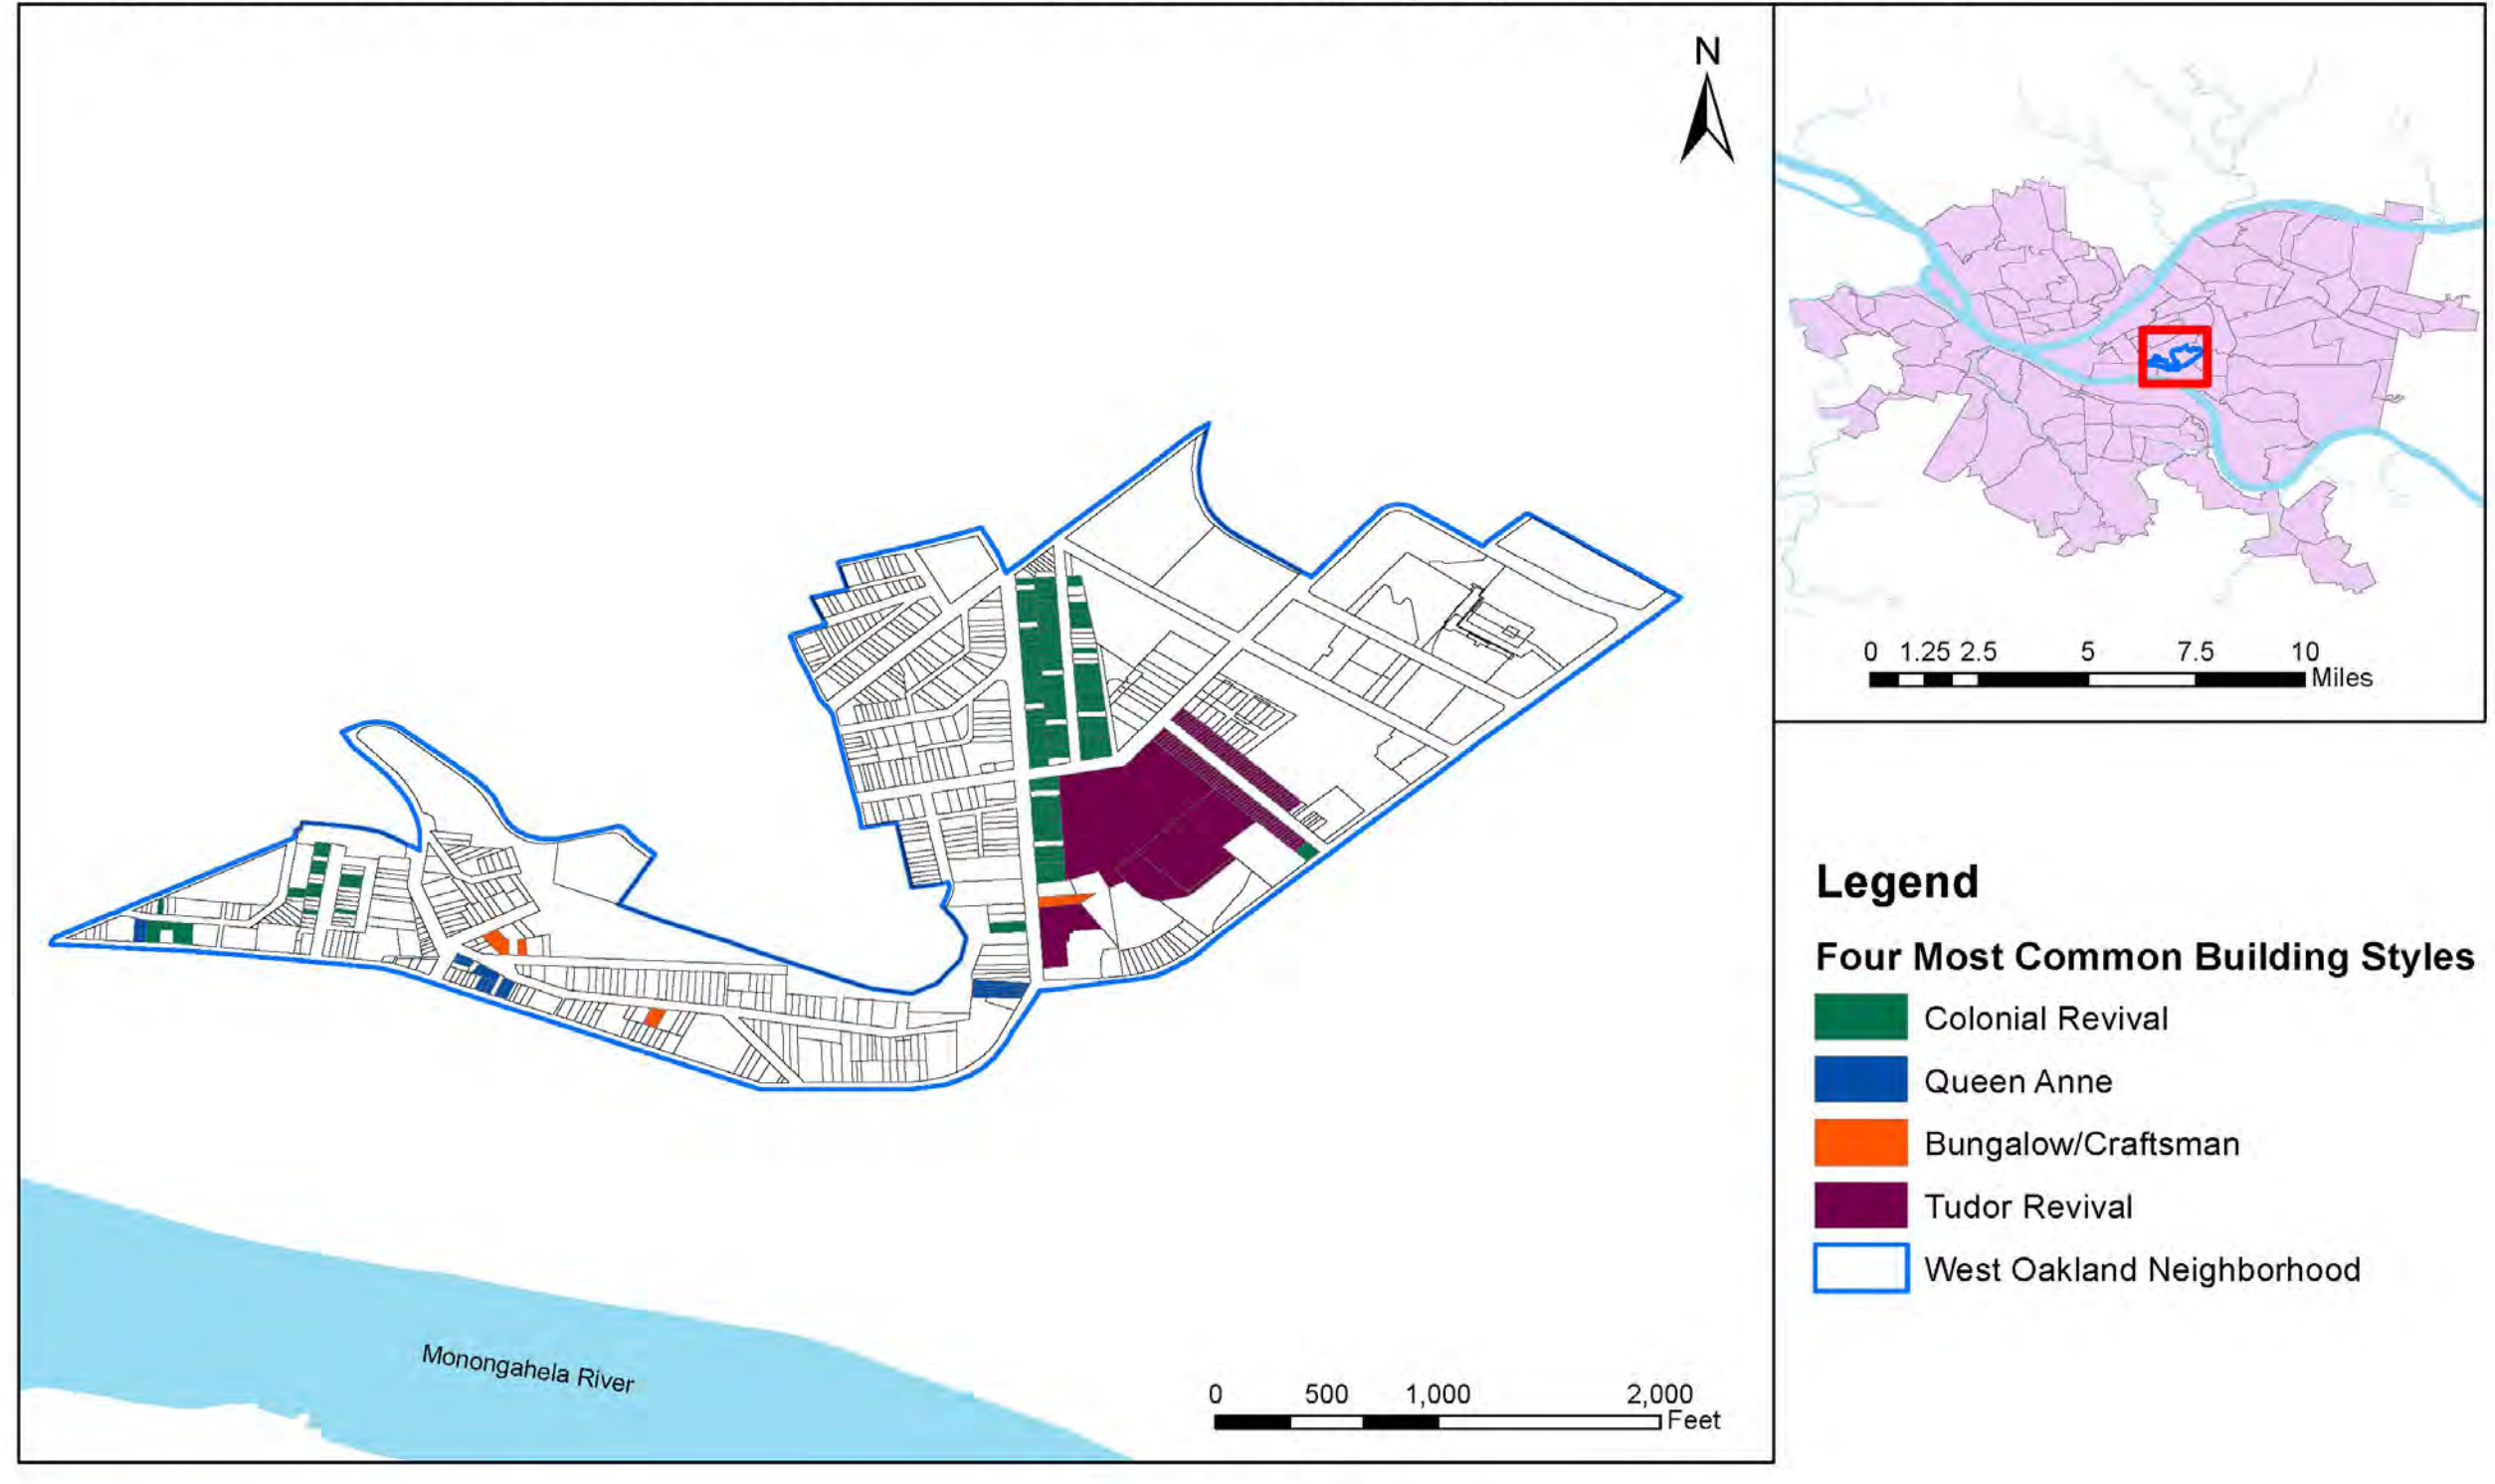 N
0 1.25 2.5 5 7.5 10
Miles
Legend
Four Most Common Building Styles
Colonial Revival
Queen Anne
Bungalow/Craftsman
Tudor Revival
West Oakland Neighborhood
Monongahela River
0 500 1,000 2,000
Feet